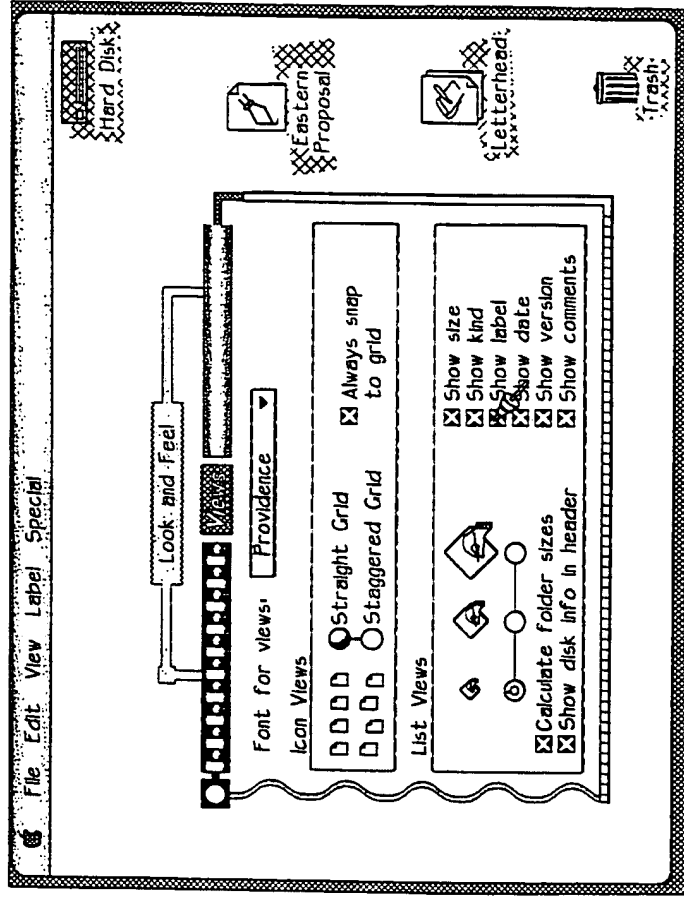 File Edit View Label Special
Hard Disk
Look and Feel
Views
Font for views: Providence
Eastern
Proposal
Icon Views
Straight Grid
Staggered Grid
Always snap
to grid
Letterhead
List Views
Show size
Show kind
Show label
Show date
Show version
Show comments
Calculate folder sizes
Show disk info in header
Trash